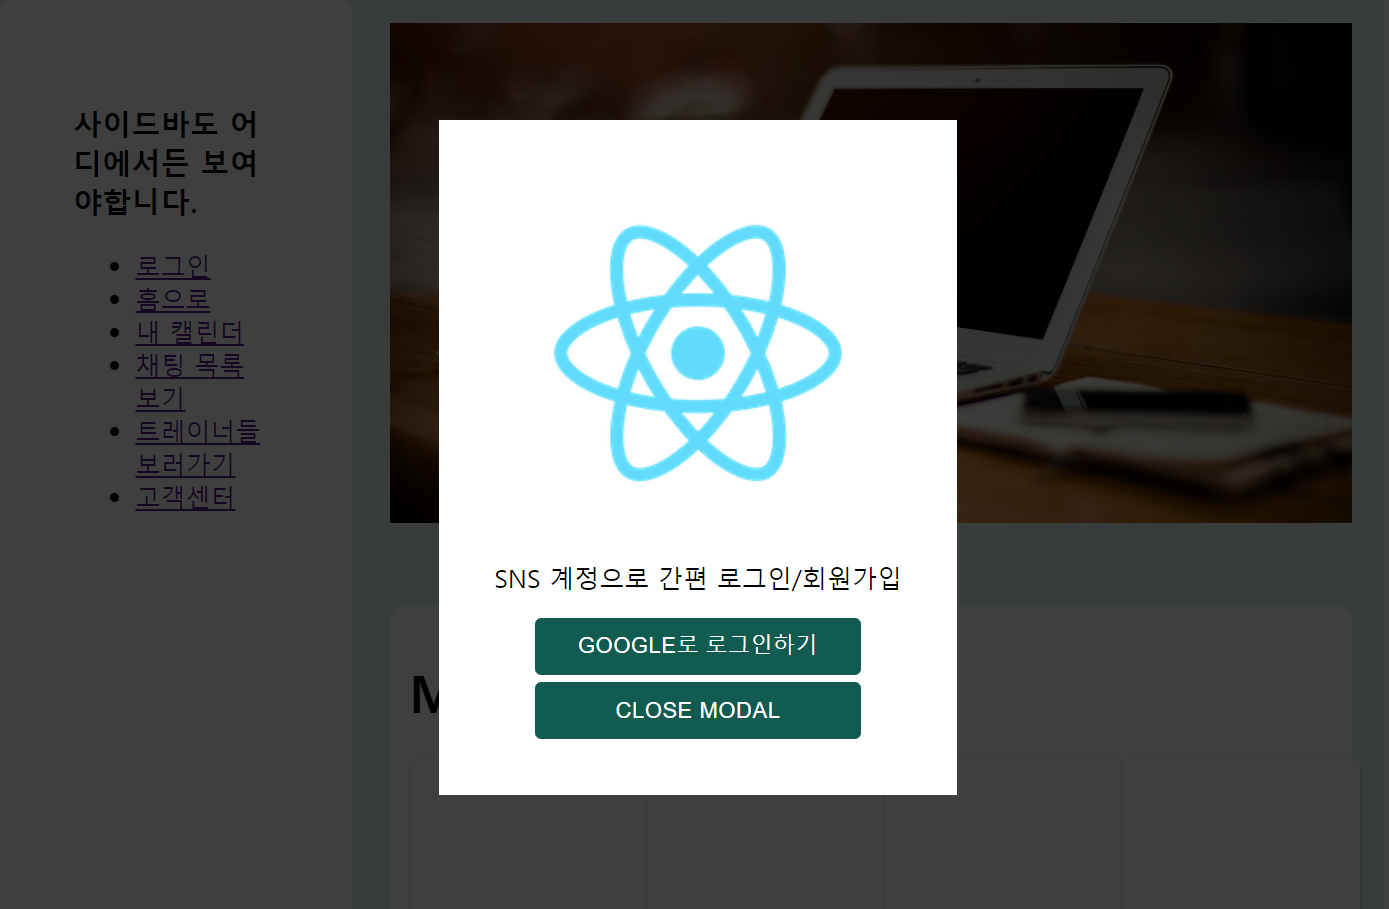 사이드바도 어
디에서든 보여
야합니다.
로그인
홈으로
내 캘린더
채팅 목록
보기
트레이너들
보러가기
고객센터
SNS 계정으로 간편 로그인/회원가입
GOOGLE로 로그인하기
CLOSE MODAL